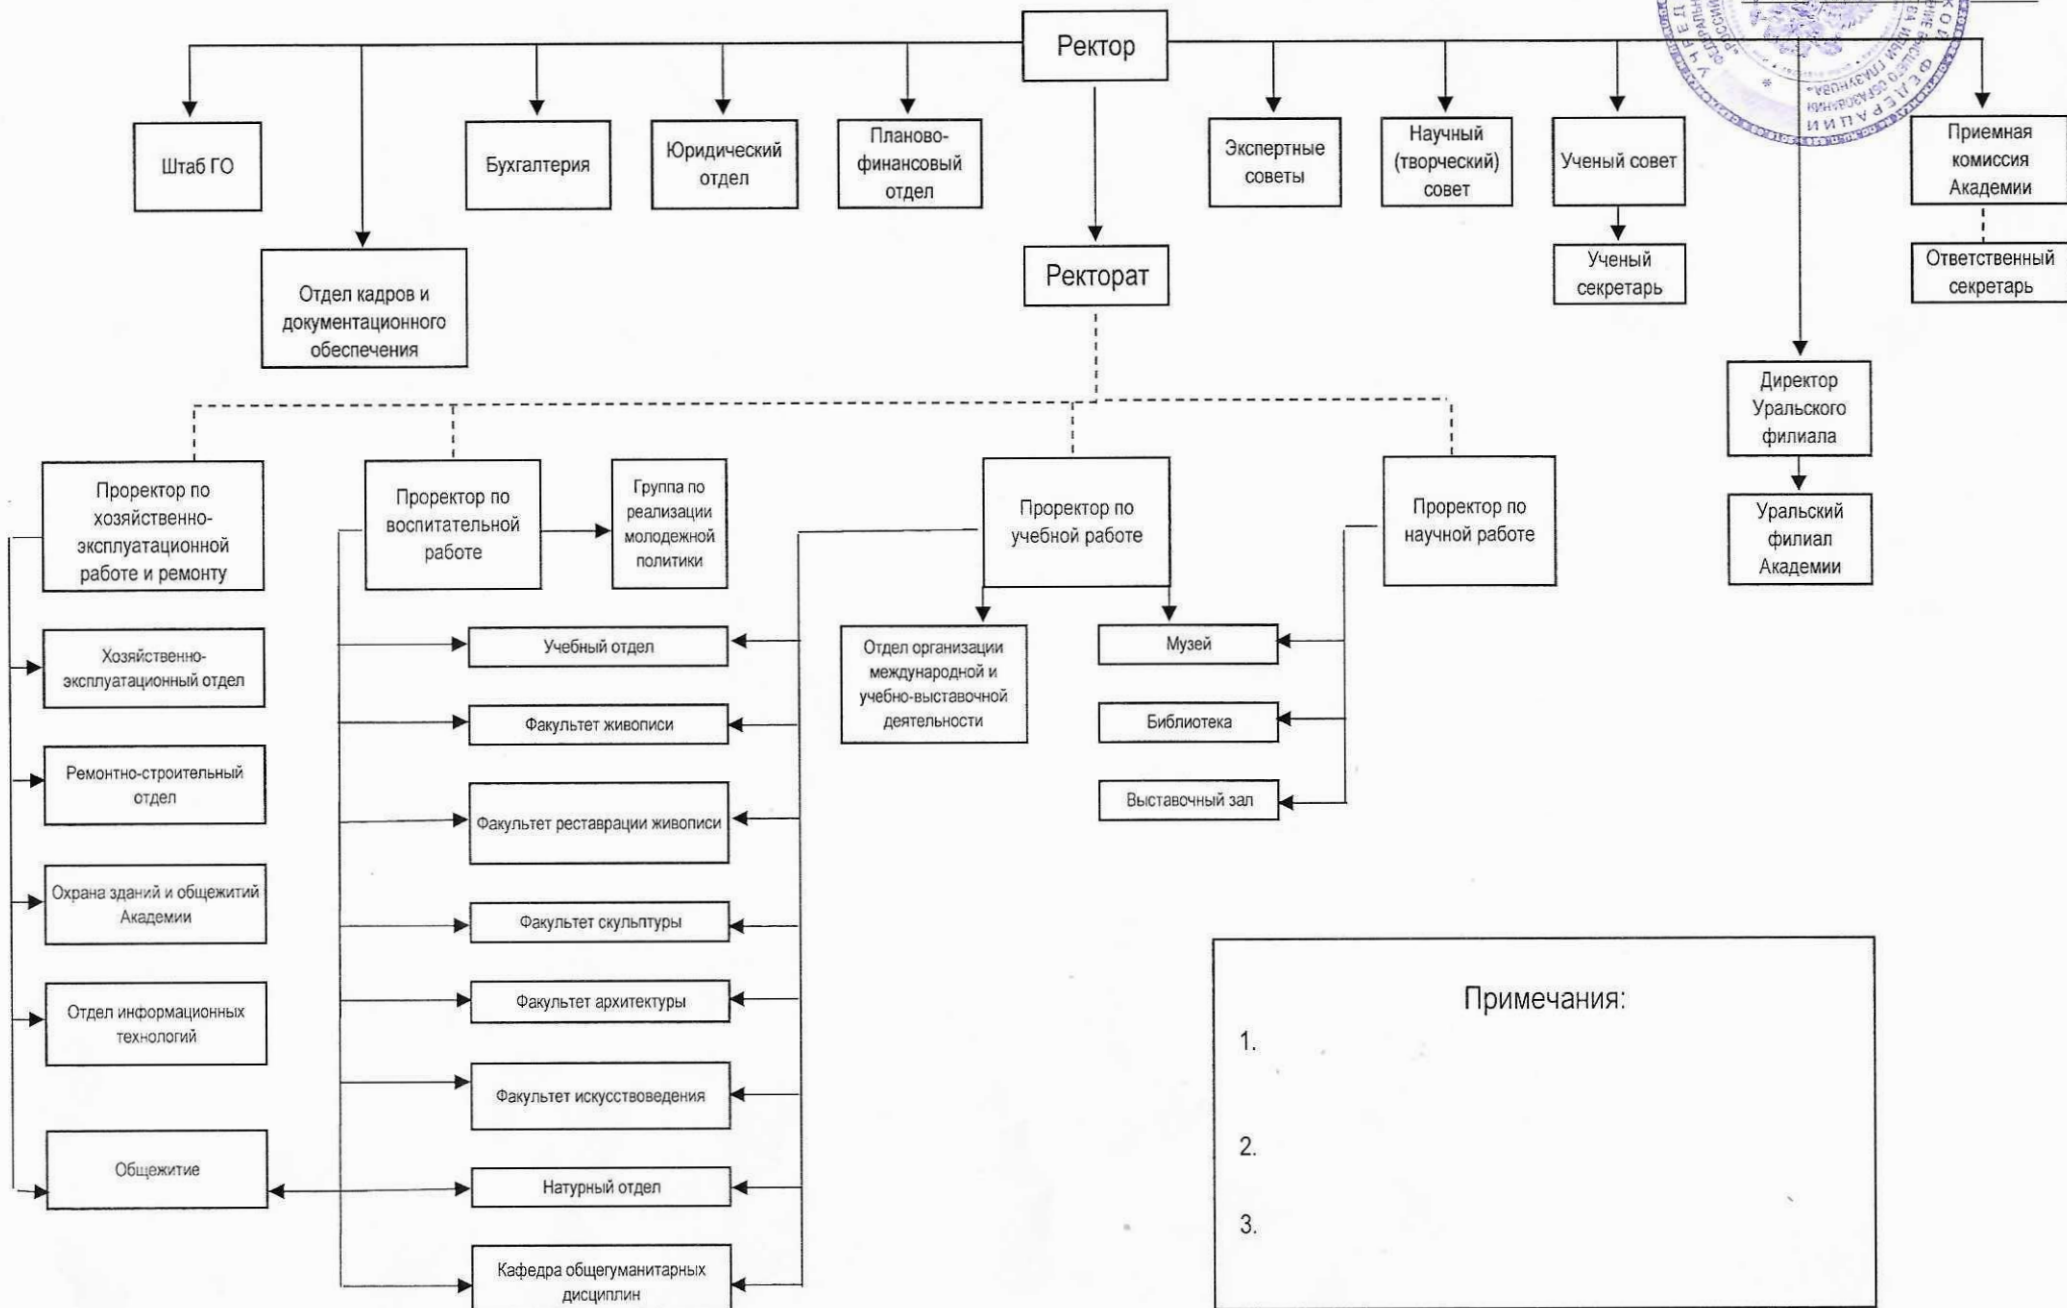 Ректор
Штаб ГО
Отдел кадров и
документационного
обеспечения
Бухгалтерия
Юридический
отдел
Планово-
финансовый
отдел
Экспертные
советы
Научный
(творческий)
совет
Ученый совет
Приемная
комиссия
Академии
Ректорат
Ученый
секретарь
Ответственный
секретарь
Директор
Уральского
филиала
Уральский
филиал
Академии
Проректор по
хозяйственно-
эксплуатационной
работе и ремонту
Проректор по
воспитательной
работе
Группа по
реализации
молодежной
политики
Проректор по
учебной работе
Проректор по
научной работе
Хозяйственно-
эксплуатационный отдел
Ремонтно-строительный
отдел
Охрана зданий и общежитий
Академии
Отдел информационных
технологий
Общежитие
Учебный отдел
Факультет живописи
Факультет реставрации живописи
Факультет скульптуры
Факультет архитектуры
Факультет искусствоведения
Натурный отдел
Кафедра общегуманитарных
дисциплин
Отдел организации
международной и
учебно-выставочной
деятельности
Музей
Библиотека
Выставочный зал
Примечания:
1.
2.
3.
ФЕДЕРАЦИИ
ОБРАЗОВАНИЯ
ИЛЬИ ГЛАЗУНОВА»